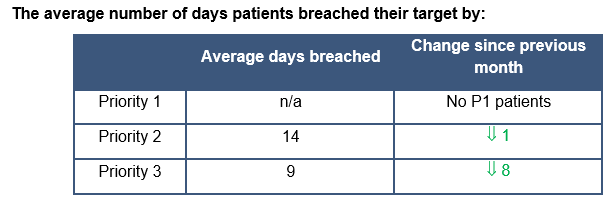 The average number of days patients breached their target by:
Average days breached
Change since previous
month
Priority 1 n/a No P1 patients
Priority 2 14 ⇓ 1
Priority 3 9 ⇓ 8